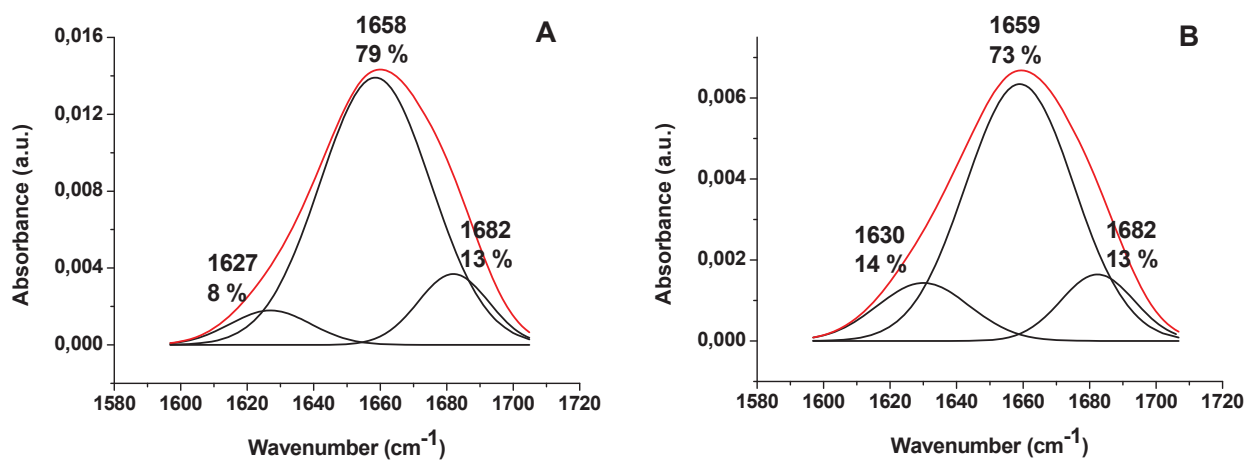 A
1658
79 %
1682
13 %
1627
8 %
0,016
0,012
0,008
0,004
0,000
Absorbance (a.u.)
1580 1600 1620 1640 1660 1680 1700 1720
Wavenumber (cm⁻¹)
B
1659
73 %
1630
14 %
1682
13 %
0,006
0,004
0,002
0,000
Absorbance (a.u.)
1580 1600 1620 1640 1660 1680 1700 1720
Wavenumber (cm⁻¹)